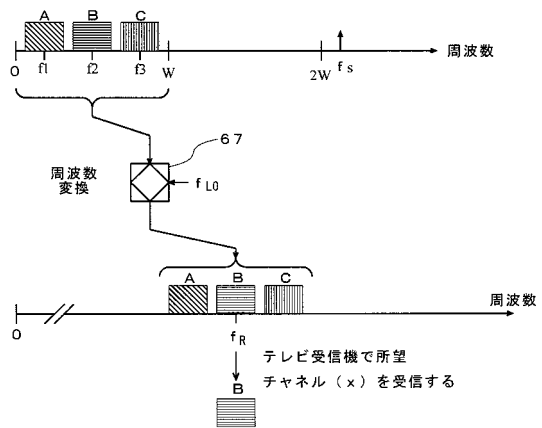 A B C
周波数
0 f1 f2 f3 W 2W fs
67
周波数
変換
fLO
A B C
周波数
0
fR
テレビ受信機で所望
チャネル（x）を受信する
B